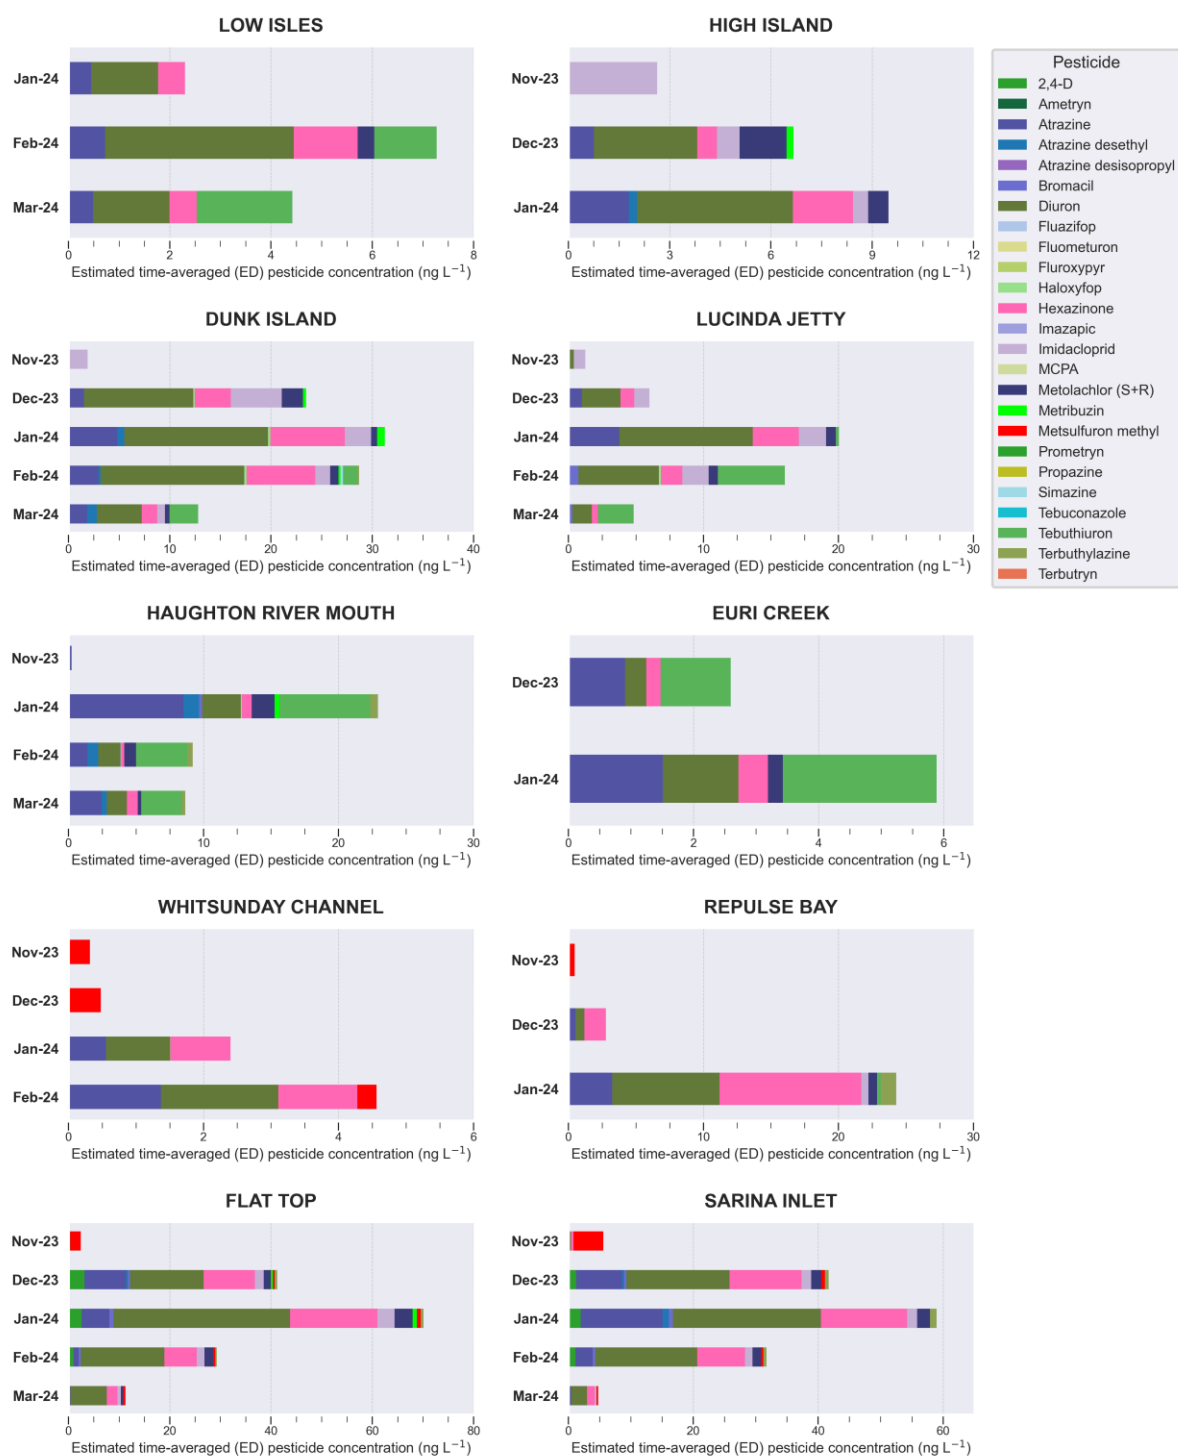 LOW ISLES
Jan-24
Feb-24
Mar-24
0 2 4 6 8
Estimated time-averaged (ED) pesticide concentration (ng L⁻¹)
HIGH ISLAND
Nov-23
Dec-23
Jan-24
0 3 6 9 12
Estimated time-averaged (ED) pesticide concentration (ng L⁻¹)
Pesticide
2,4-D
Ametryn
Atrazine
Atrazine desethyl
Atrazine desisopropyl
Bromacil
Diuron
Fluazifop
Fluometuron
Fluroxypyr
Haloxyfop
Hexazinone
Imazapic
Imidacloprid
MCPA
Metolachlor (S+R)
Metribuzin
Metsulfuron methyl
Prometryn
Propazine
Simazine
Tebuconazole
Tebuthiuron
Terbuthylazine
Terbutryn
DUNK ISLAND
Nov-23
Dec-23
Jan-24
Feb-24
Mar-24
0 10 20 30 40
Estimated time-averaged (ED) pesticide concentration (ng L⁻¹)
LUCINDA JETTY
Nov-23
Dec-23
Jan-24
Feb-24
Mar-24
0 10 20 30
Estimated time-averaged (ED) pesticide concentration (ng L⁻¹)
HAUGHTON RIVER MOUTH
Nov-23
Jan-24
Feb-24
Mar-24
0 10 20 30
Estimated time-averaged (ED) pesticide concentration (ng L⁻¹)
EURI CREEK
Dec-23
Jan-24
0 2 4 6
Estimated time-averaged (ED) pesticide concentration (ng L⁻¹)
WHITSUNDAY CHANNEL
Nov-23
Dec-23
Jan-24
Feb-24
0 2 4 6
Estimated time-averaged (ED) pesticide concentration (ng L⁻¹)
REPULSE BAY
Nov-23
Dec-23
Jan-24
0 10 20 30
Estimated time-averaged (ED) pesticide concentration (ng L⁻¹)
FLAT TOP
Nov-23
Dec-23
Jan-24
Feb-24
Mar-24
0 20 40 60 80
Estimated time-averaged (ED) pesticide concentration (ng L⁻¹)
SARINA INLET
Nov-23
Dec-23
Jan-24
Feb-24
Mar-24
0 20 40 60
Estimated time-averaged (ED) pesticide concentration (ng L⁻¹)